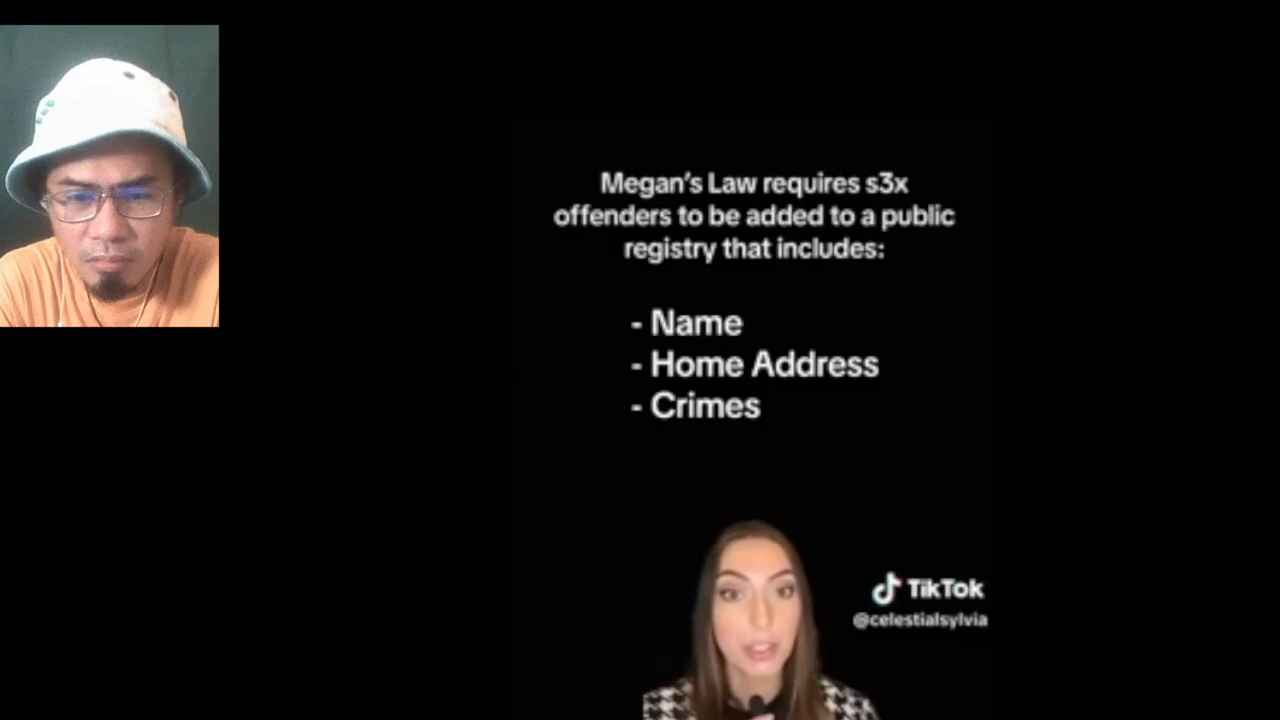 Megan's Law requires s3x
offenders to be added to a public
registry that includes:
- Name
- Home Address
- Crimes
TikTok
@celestialsylvia